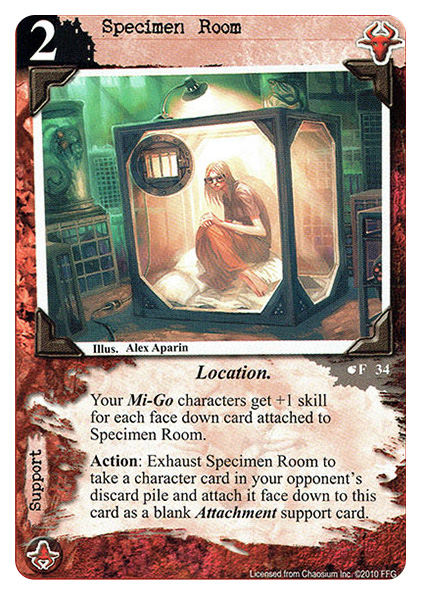 2
Specimen Room
Illus. Alex Aparin
Location.
F 34
Your Mi-Go characters get +1 skill
for each face down card attached to
Specimen Room.
Action: Exhaust Specimen Room to
take a character card in your opponent's
discard pile and attach it face down to this
card as a blank Attachment support card.
Support
Licensed from Chaosium Inc. ©2010 FFG